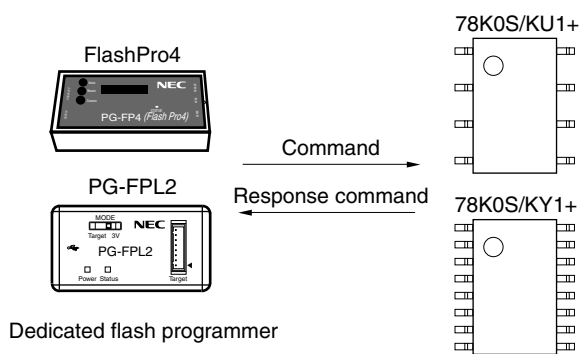 FlashPro4
NEC
PG-FP4 (Flash Pro4)
PG-FPL2
MODE
Target 3V
NEC
PG-FPL2
Power Status
Target
Dedicated flash programmer
Command
Response command
78K0S/KU1+
78K0S/KY1+